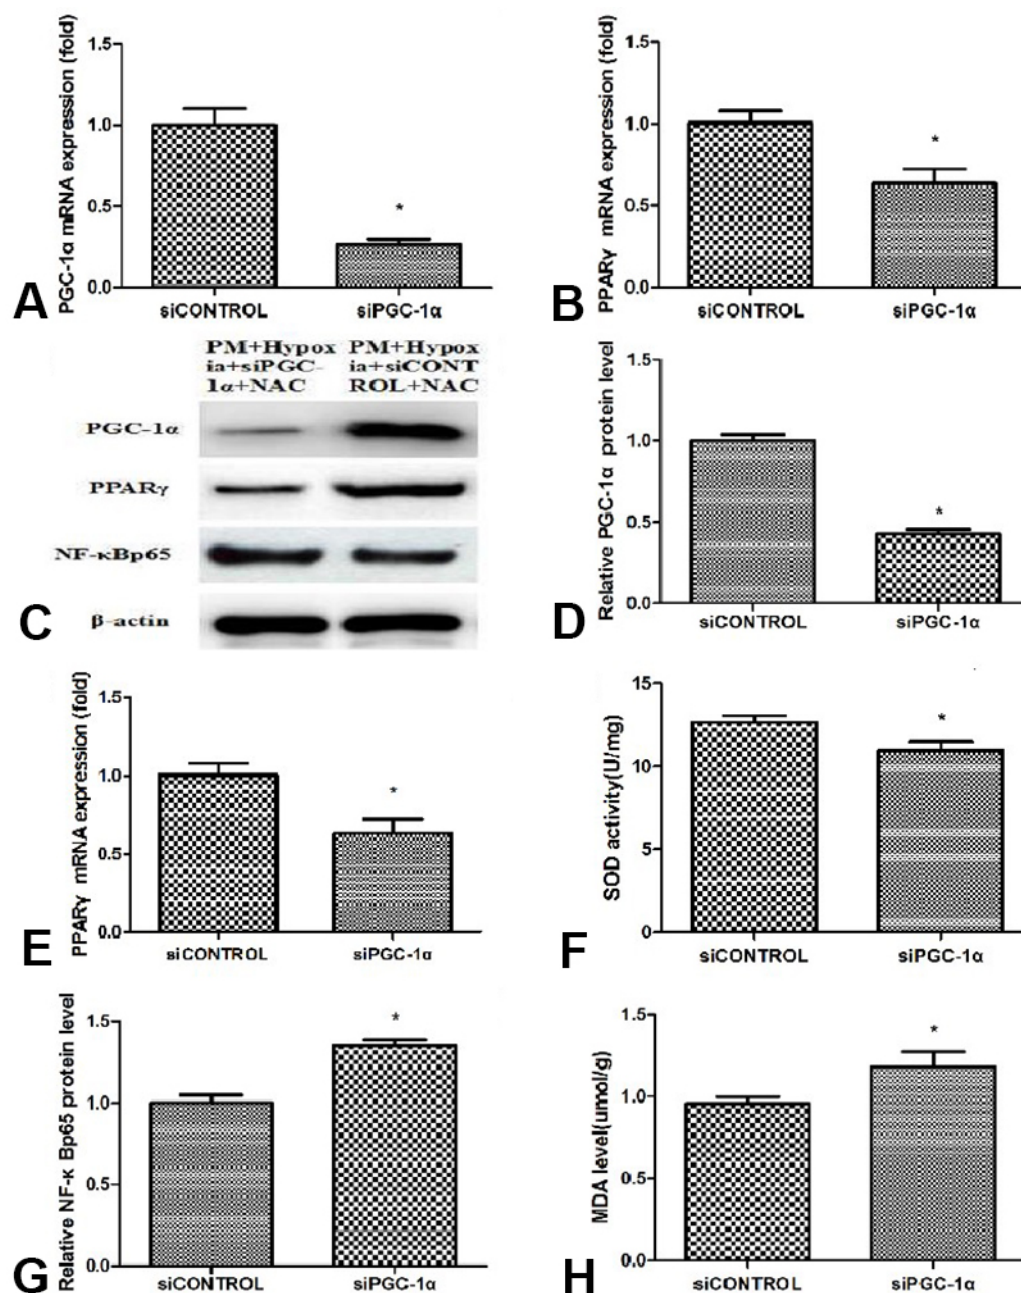 PGC-1α mRNA expression (fold)
1.5
1.0
0.5
0.0
*
siCONTROL
siPGC-1α
A
PPARγ mRNA expression (fold)
1.5
1.0
0.5
0.0
*
siCONTROL
siPGC-1α
B
PM+Hypox
ia+siPGC-
1α+NAC
PM+Hypox
ia+siCONT
ROL+NAC
PGC-1α
PPARγ
NF-κBp65
β-actin
C
Relative PGC-1α protein level
1.5
1.0
0.5
0.0
*
siCONTROL
siPGC-1α
D
PPARγ mRNA expression (fold)
1.5
1.0
0.5
0.0
*
siCONTROL
siPGC-1α
E
SOD activity(U/mg)
15
10
5
0
*
siCONTROL
siPGC-1α
F
Relative NF-κ Bp65 protein level
1.5
1.0
0.5
0.0
*
siCONTROL
siPGC-1α
G
MDA level(umol/g)
1.5
1.0
0.5
0.0
*
siCONTROL
siPGC-1α
H